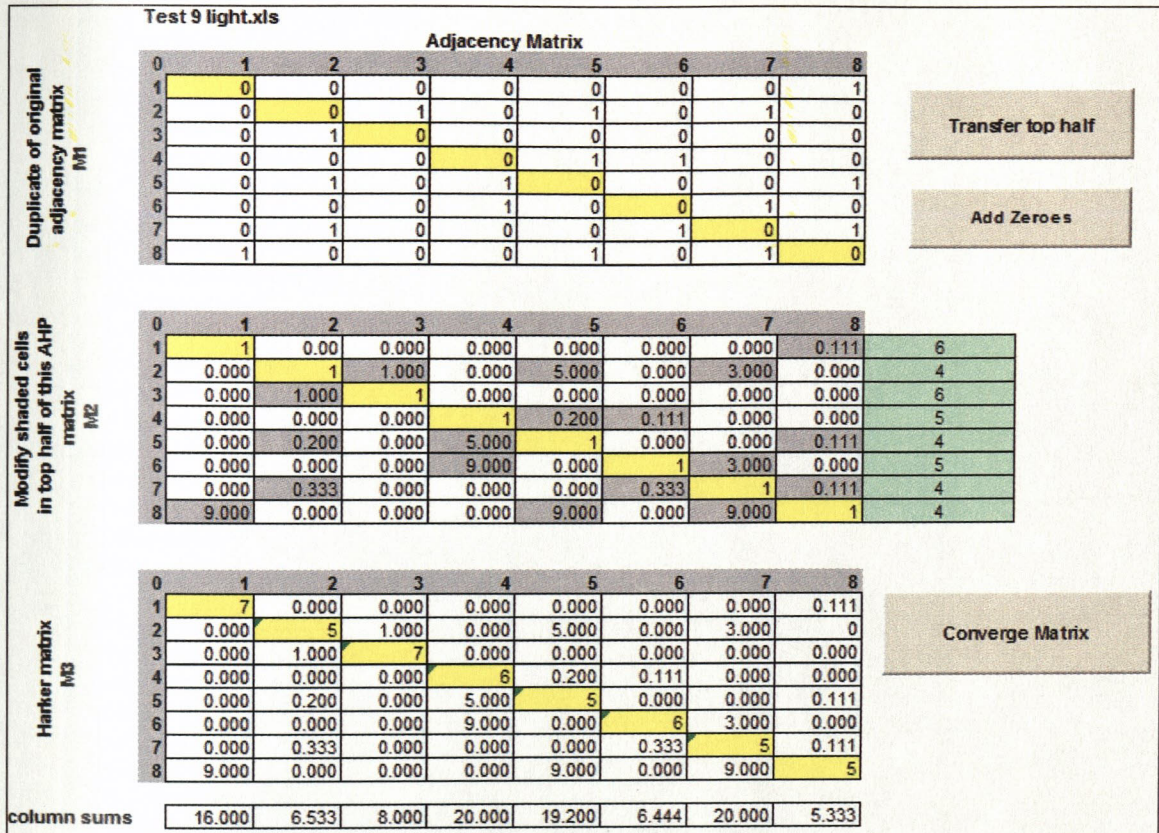 Test 9 light.xls
Adjacency Matrix
Duplicate of original
adjacency matrix
M1
0 1 2 3 4 5 6 7 8
1 0 0 0 0 0 0 0 1
2 0 0 1 0 1 0 1 0
3 0 1 0 0 0 0 0 0
4 0 0 0 0 1 1 0 0
5 0 1 0 1 0 0 0 1
6 0 0 0 1 0 0 1 0
7 0 1 0 0 0 1 0 1
8 1 0 0 0 1 0 1 0
Transfer top half
Add Zeroes
Modify shaded cells
in top half of this AHP
matrix
M2
0 1 2 3 4 5 6 7 8
1 1 0.00 0.000 0.000 0.000 0.000 0.000 0.111 6
2 0.000 1 1.000 0.000 5.000 0.000 3.000 0.000 4
3 0.000 1.000 1 0.000 0.000 0.000 0.000 0.000 6
4 0.000 0.000 0.000 1 0.200 0.111 0.000 0.000 5
5 0.000 0.200 0.000 5.000 1 0.000 0.000 0.111 4
6 0.000 0.000 0.000 9.000 0.000 1 3.000 0.000 5
7 0.000 0.333 0.000 0.000 0.000 0.333 1 0.111 4
8 9.000 0.000 0.000 0.000 9.000 0.000 9.000 1 4
Harker matrix
M3
0 1 2 3 4 5 6 7 8
1 7 0.000 0.000 0.000 0.000 0.000 0.000 0.111
2 0.000 5 1.000 0.000 5.000 0.000 3.000 0
3 0.000 1.000 7 0.000 0.000 0.000 0.000 0.000
4 0.000 0.000 0.000 6 0.200 0.111 0.000 0.000
5 0.000 0.200 0.000 5.000 5 0.000 0.000 0.111
6 0.000 0.000 0.000 9.000 0.000 6 3.000 0.000
7 0.000 0.333 0.000 0.000 0.000 0.333 5 0.111
8 9.000 0.000 0.000 0.000 9.000 0.000 9.000 5
Converge Matrix
column sums 16.000 6.533 8.000 20.000 19.200 6.444 20.000 5.333